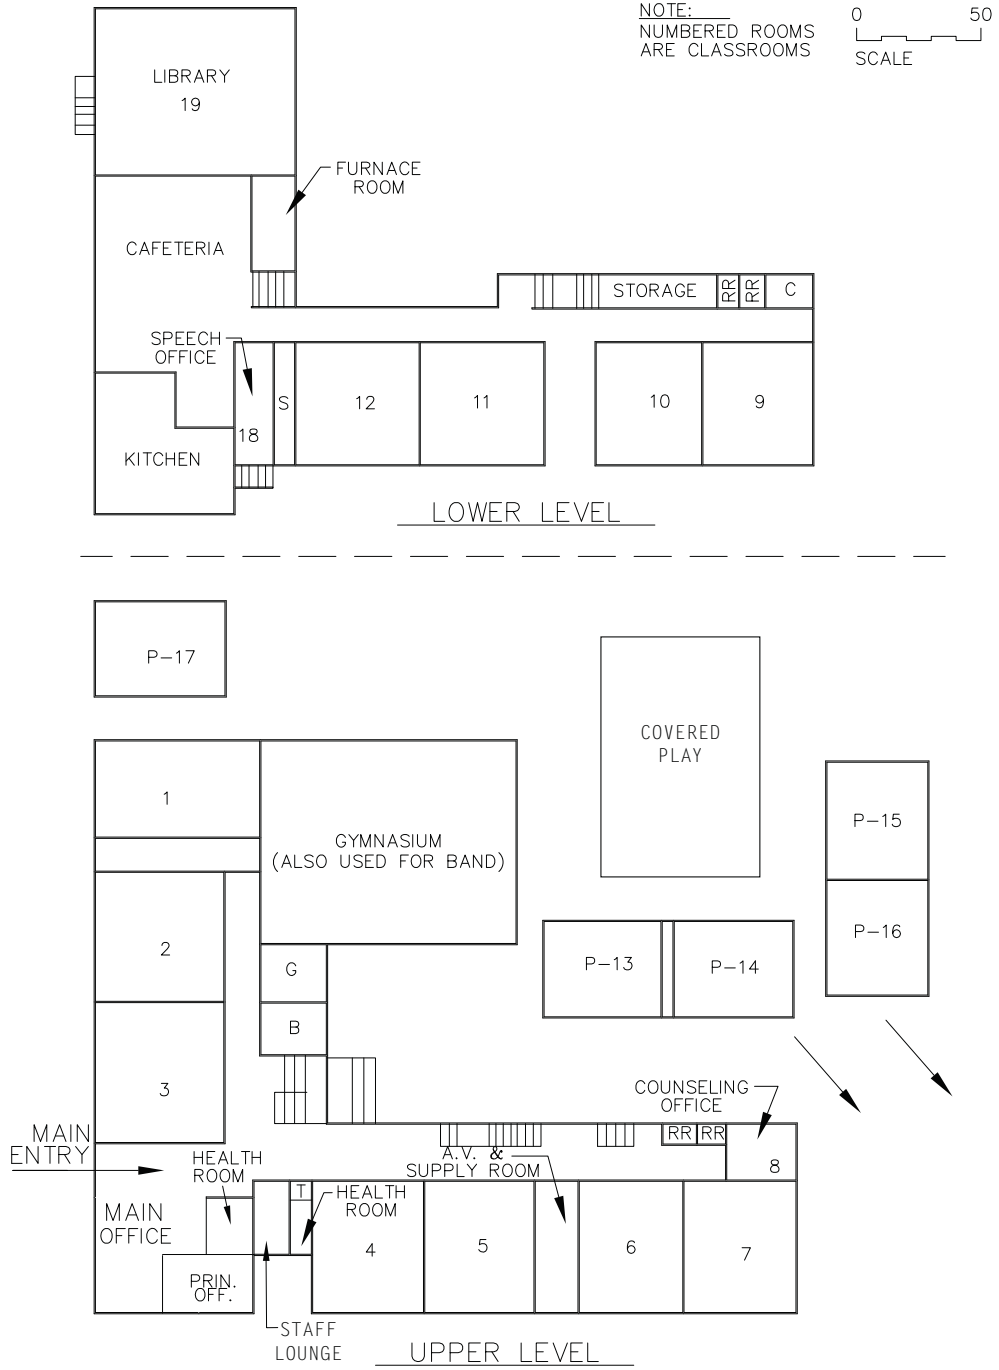 NOTE:
NUMBERED ROOMS
ARE CLASSROOMS
0 50
SCALE
LIBRARY
19
FURNACE
ROOM
CAFETERIA
STORAGE
RR
RR
C
SPEECH
OFFICE
18
S
12
11
10
9
KITCHEN
LOWER LEVEL
P-17
COVERED
PLAY
1
GYMNASIUM
(ALSO USED FOR BAND)
P-15
P-16
2
G
P-13
P-14
B
3
COUNSELING
OFFICE
MAIN
ENTRY
RR
RR
A.V. &
SUPPLY ROOM
8
HEALTH
ROOM
T
HEALTH
ROOM
MAIN
OFFICE
4
5
6
7
PRIN.
OFF.
STAFF
LOUNGE
UPPER LEVEL